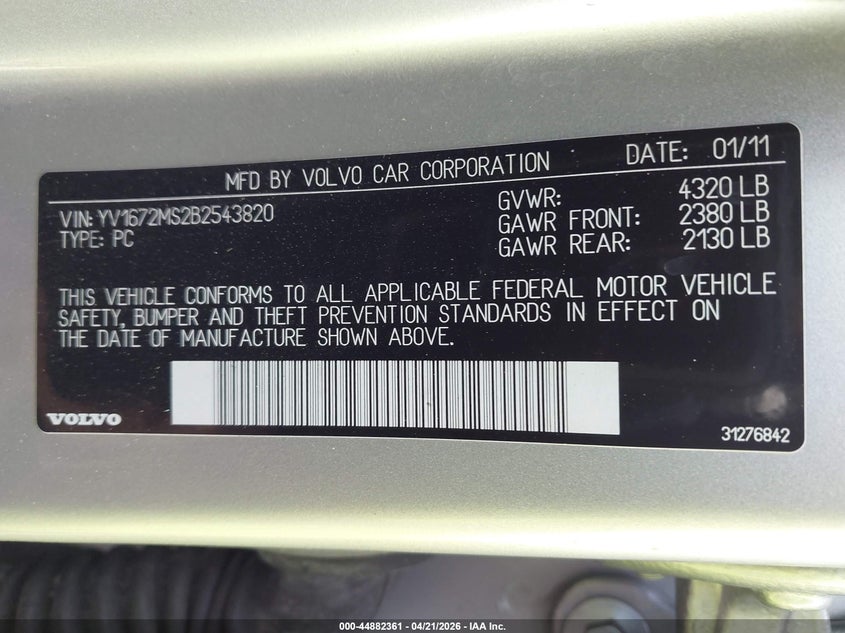 MFD BY VOLVO CAR CORPORATION DATE: 01/11
VIN: YV1672MS2B2543820
TYPE: PC
GVWR: 4320 LB
GAWR FRONT: 2380 LB
GAWR REAR: 2130 LB
THIS VEHICLE CONFORMS TO ALL APPLICABLE FEDERAL MOTOR VEHICLE
SAFETY, BUMPER AND THEFT PREVENTION STANDARDS IN EFFECT ON
THE DATE OF MANUFACTURE SHOWN ABOVE.
VOLVO
31276842
000-44882361 - 04/21/2026 - IAA Inc.